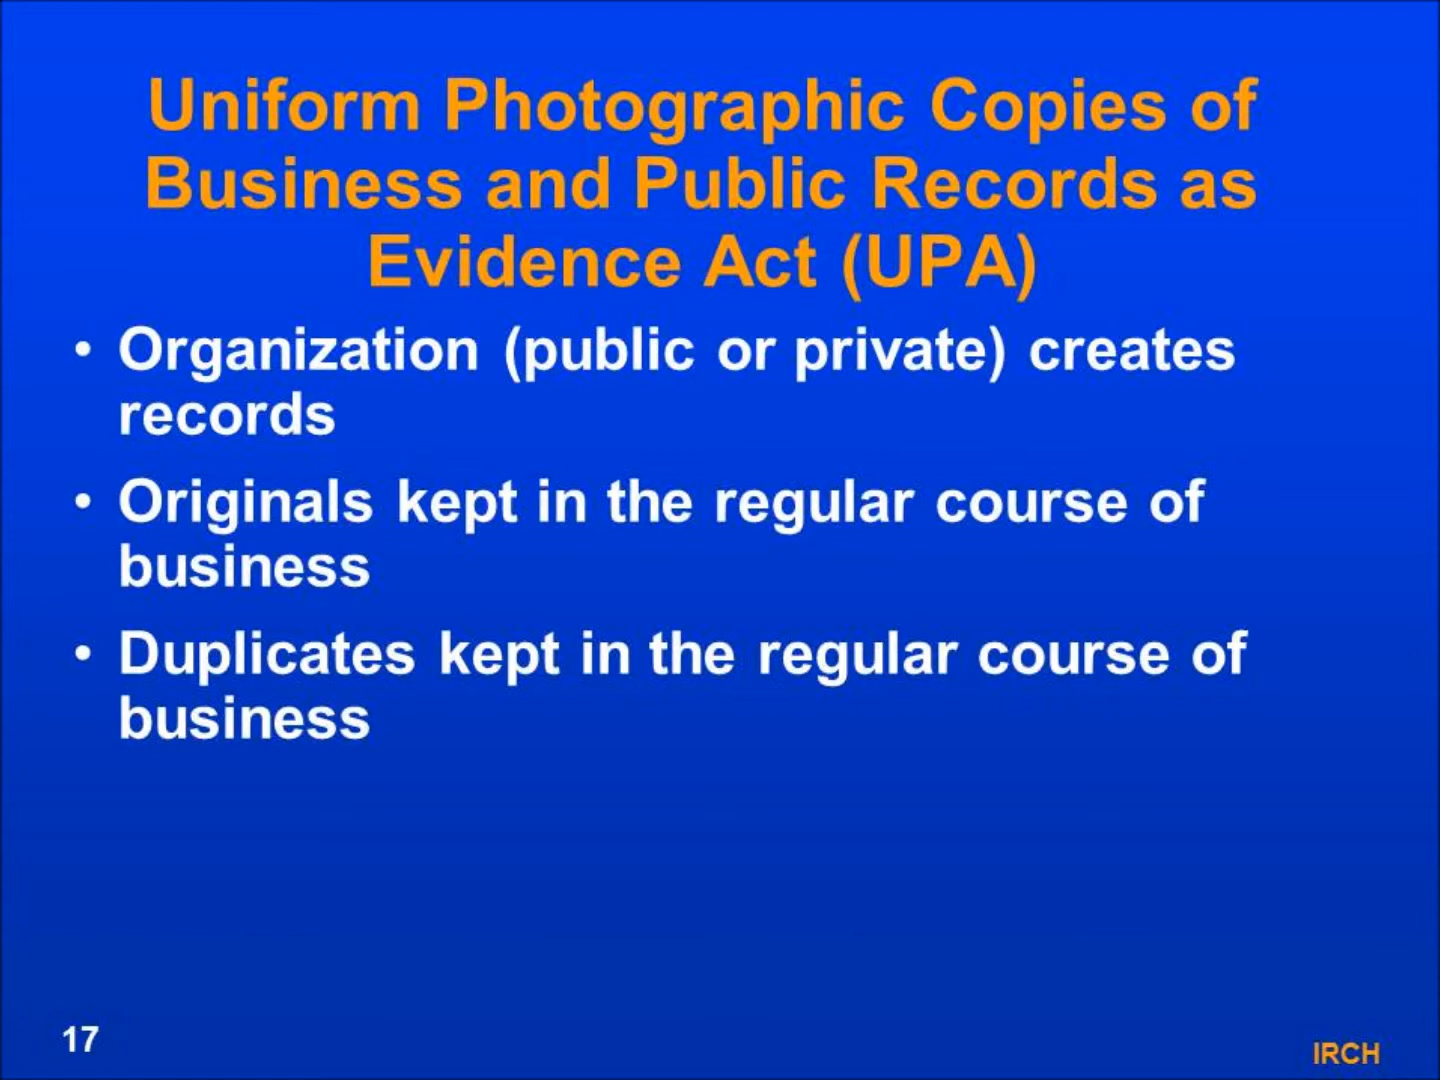 Uniform Photographic Copies of
Business and Public Records as
Evidence Act (UPA)
• Organization (public or private) creates
records
• Originals kept in the regular course of
business
• Duplicates kept in the regular course of
business
17
IRCH